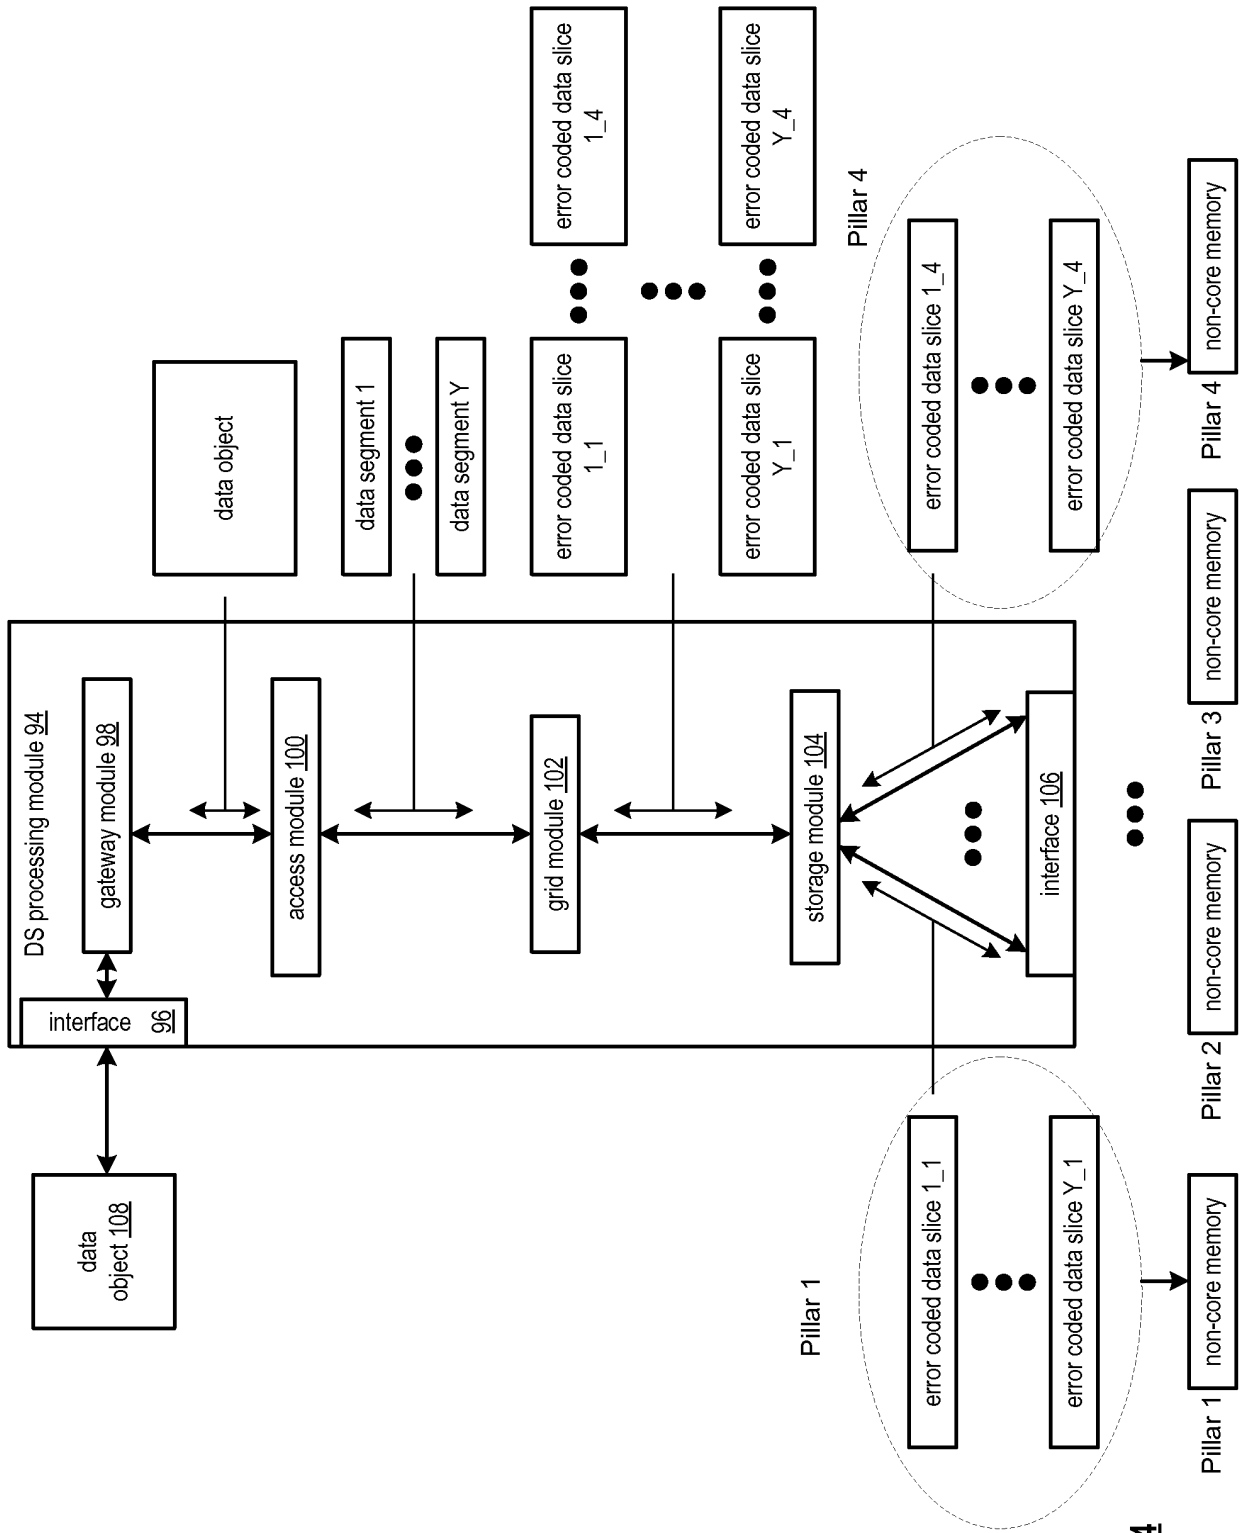 DS processing module 94
data
object 108
interface 96
gateway module 98
data object
access module 100
data segment 1
data segment Y
grid module 102
error coded data slice
1_1
error coded data slice
1_4
error coded data slice
Y_1
error coded data slice
Y_4
storage module 104
interface 106
Pillar 1
error coded data slice 1_1
error coded data slice Y_1
Pillar 4
error coded data slice 1_4
error coded data slice Y_4
Pillar 1
non-core memory
Pillar 2
non-core memory
Pillar 3
non-core memory
Pillar 4
non-core memory